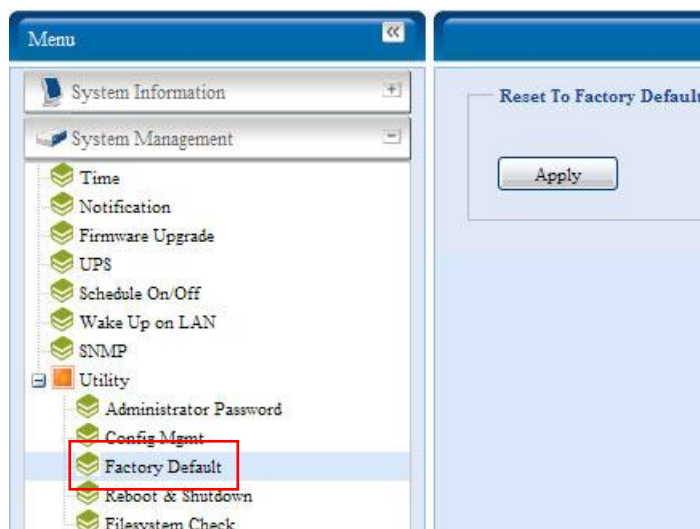 Menu
System Information
System Management
Time
Notification
Firmware Upgrade
UPS
Schedule On/Off
Wake Up on LAN
SNMP
Utility
Administrator Password
Config Mgmt
Factory Default
Reboot & Shutdown
Filesystem Check
Reset To Factory Default
Apply